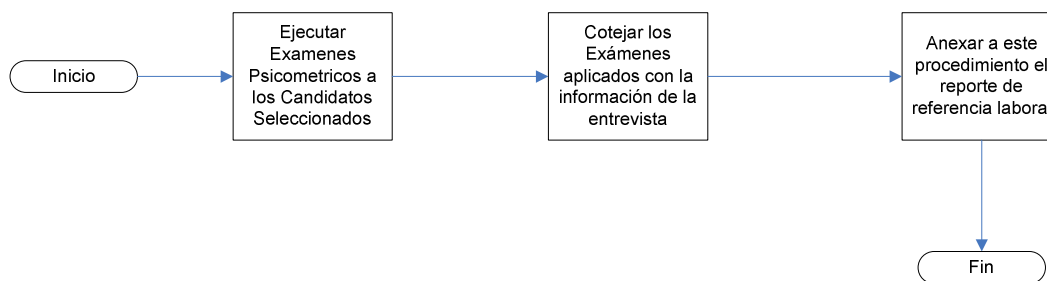 Inicio
Ejecutar
Examenes
Psicometricos a
los Candidatos
Seleccionados
Cotejar los
Exámenes
aplicados con la
información de la
entrevista
Anexar a este
procedimiento el
reporte de
referencia labora
Fin